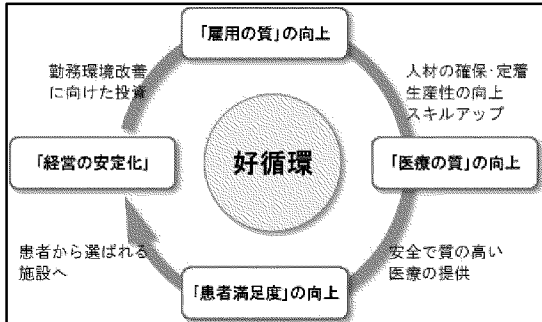 「雇用の質」の向上
勤務環境改善
に向けた投資
人材の確保・定着
生産性の向上
スキルアップ
「経営の安定化」
好循環
「医療の質」の向上
患者から選ばれる
施設へ
安全で質の高い
医療の提供
「患者満足度」の向上